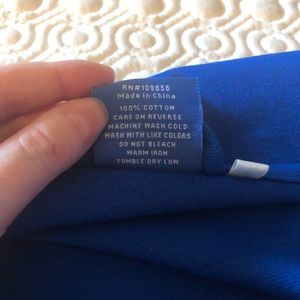 RN#109656
Made in China
100% COTTON
CARE ON REVERSE
MACHINE WASH COLD
WASH WITH LIKE COLORS
DO NOT BLEACH
WARM IRON
TUMBLE DRY LOW